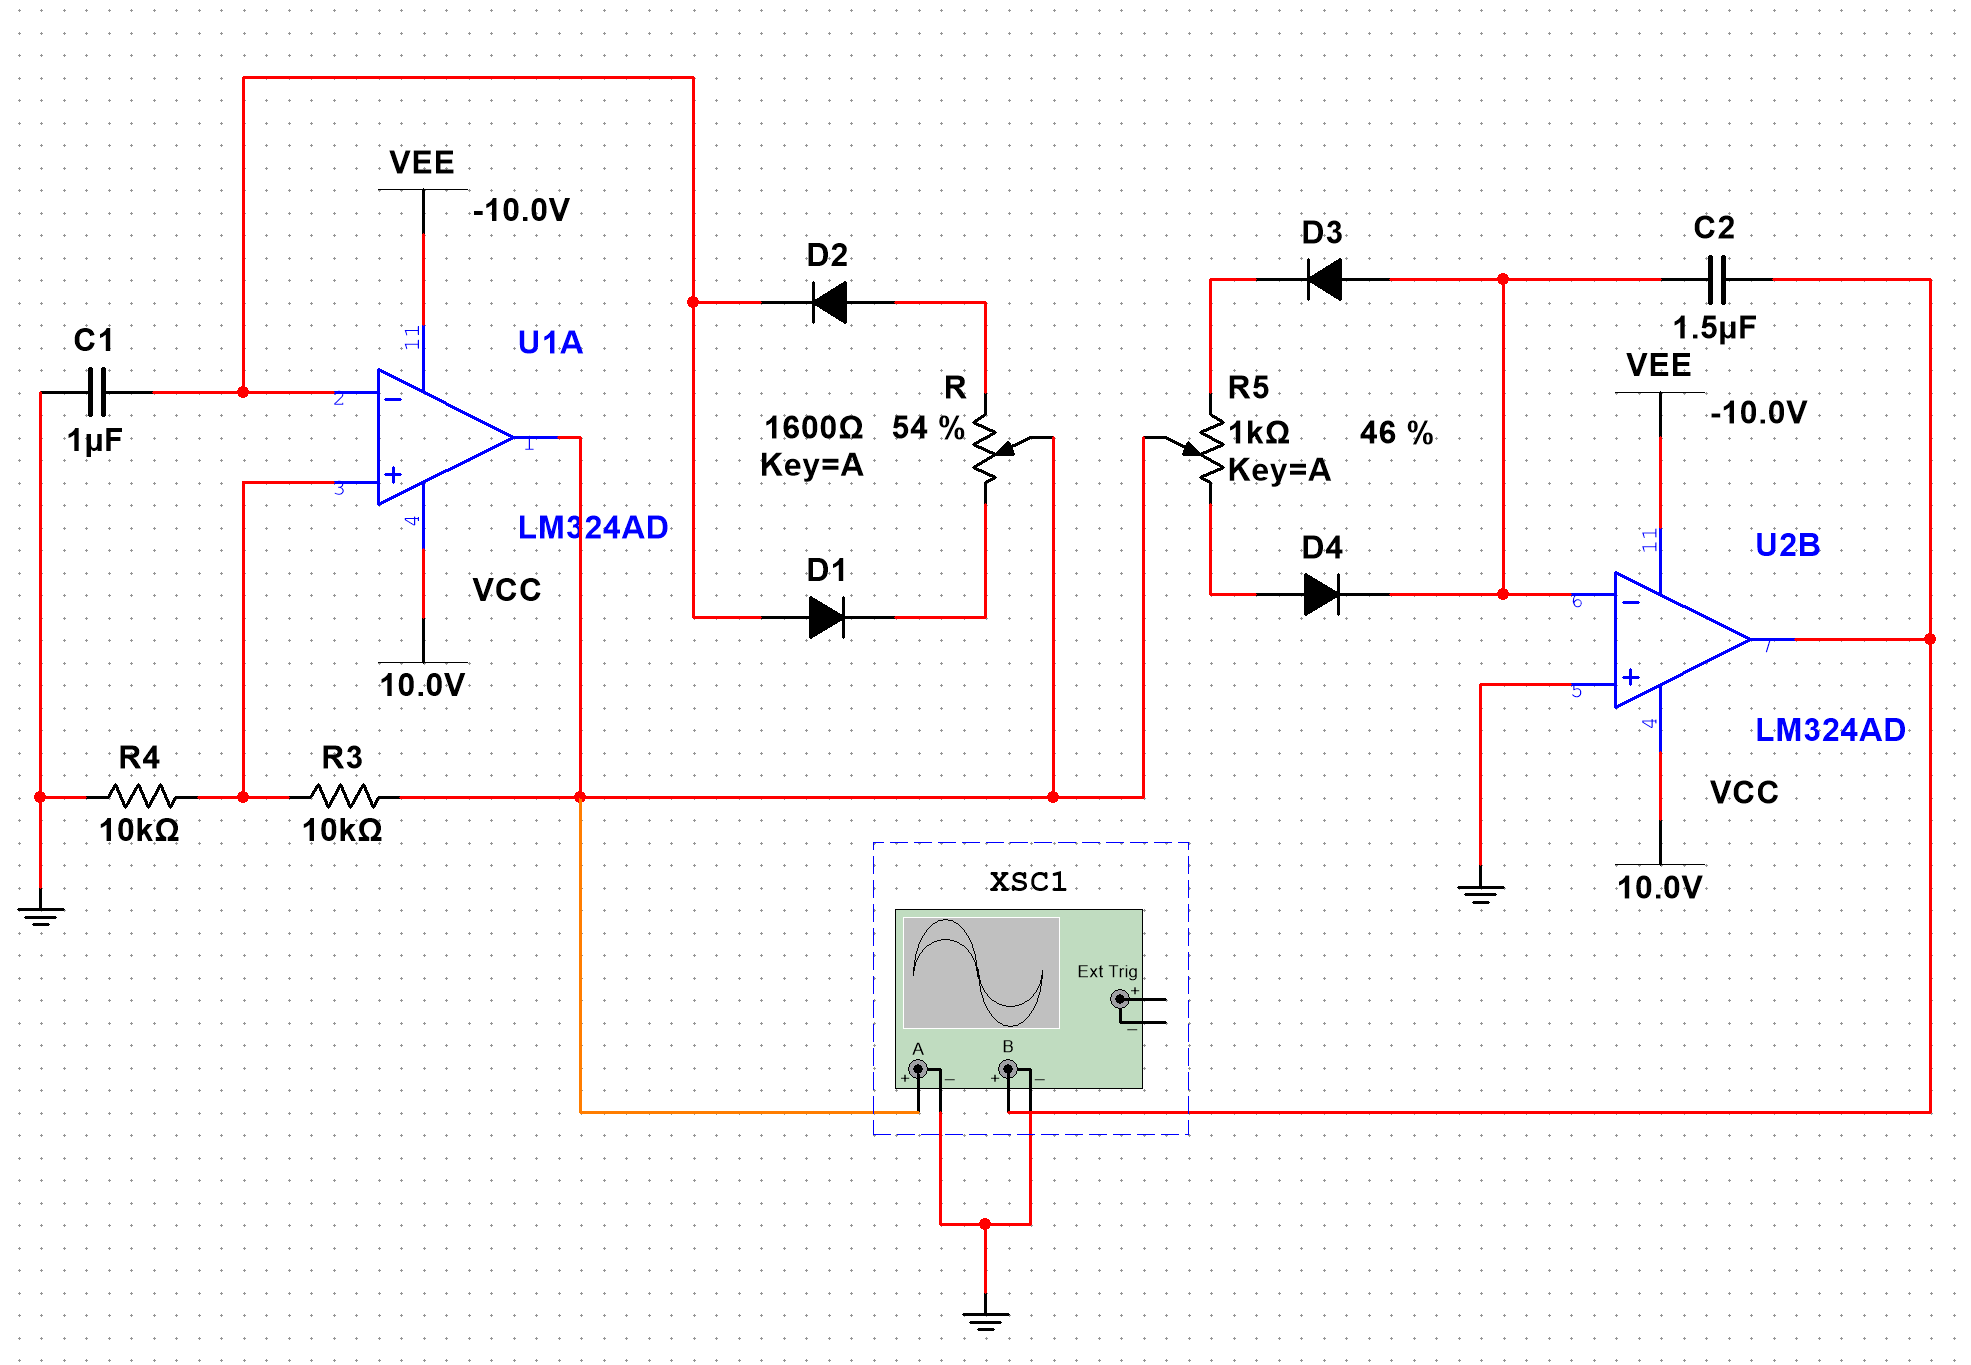 VEE
-10.0V
D2
D3
C2
1.5µF
C1
11
U1A
VEE
-10.0V
1µF
2
1
3
4
R
1600Ω 54 %
Key=A
R5
1kΩ 46 %
Key=A
LM324AD
D1
D4
11
U2B
VCC
10.0V
6
7
5
4
LM324AD
R4
R3
10kΩ
10kΩ
VCC
10.0V
XSC1
Ext Trig
+
−
A
B
+
−
+
−